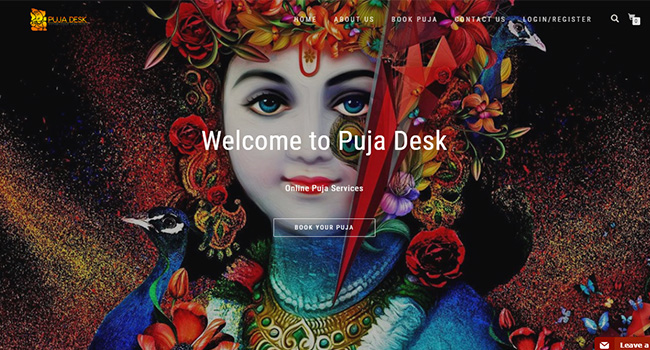 PUJA DESK
HOME ABOUT US BOOK PUJA CONTACT US LOGIN/REGISTER
0
Welcome to Puja Desk
Online Puja Services
BOOK YOUR PUJA
Leave a